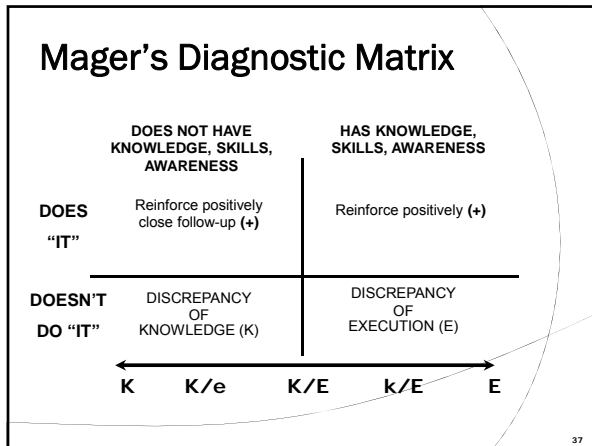 Mager's Diagnostic Matrix
DOES NOT HAVE
KNOWLEDGE, SKILLS,
AWARENESS
HAS KNOWLEDGE,
SKILLS, AWARENESS
DOES
“IT”
Reinforce positively
close follow-up (+)
Reinforce positively (+)
DOESN'T
DO “IT”
DISCREPANCY
OF
KNOWLEDGE (K)
DISCREPANCY
OF
EXECUTION (E)
K K/e K/E k/E E
37